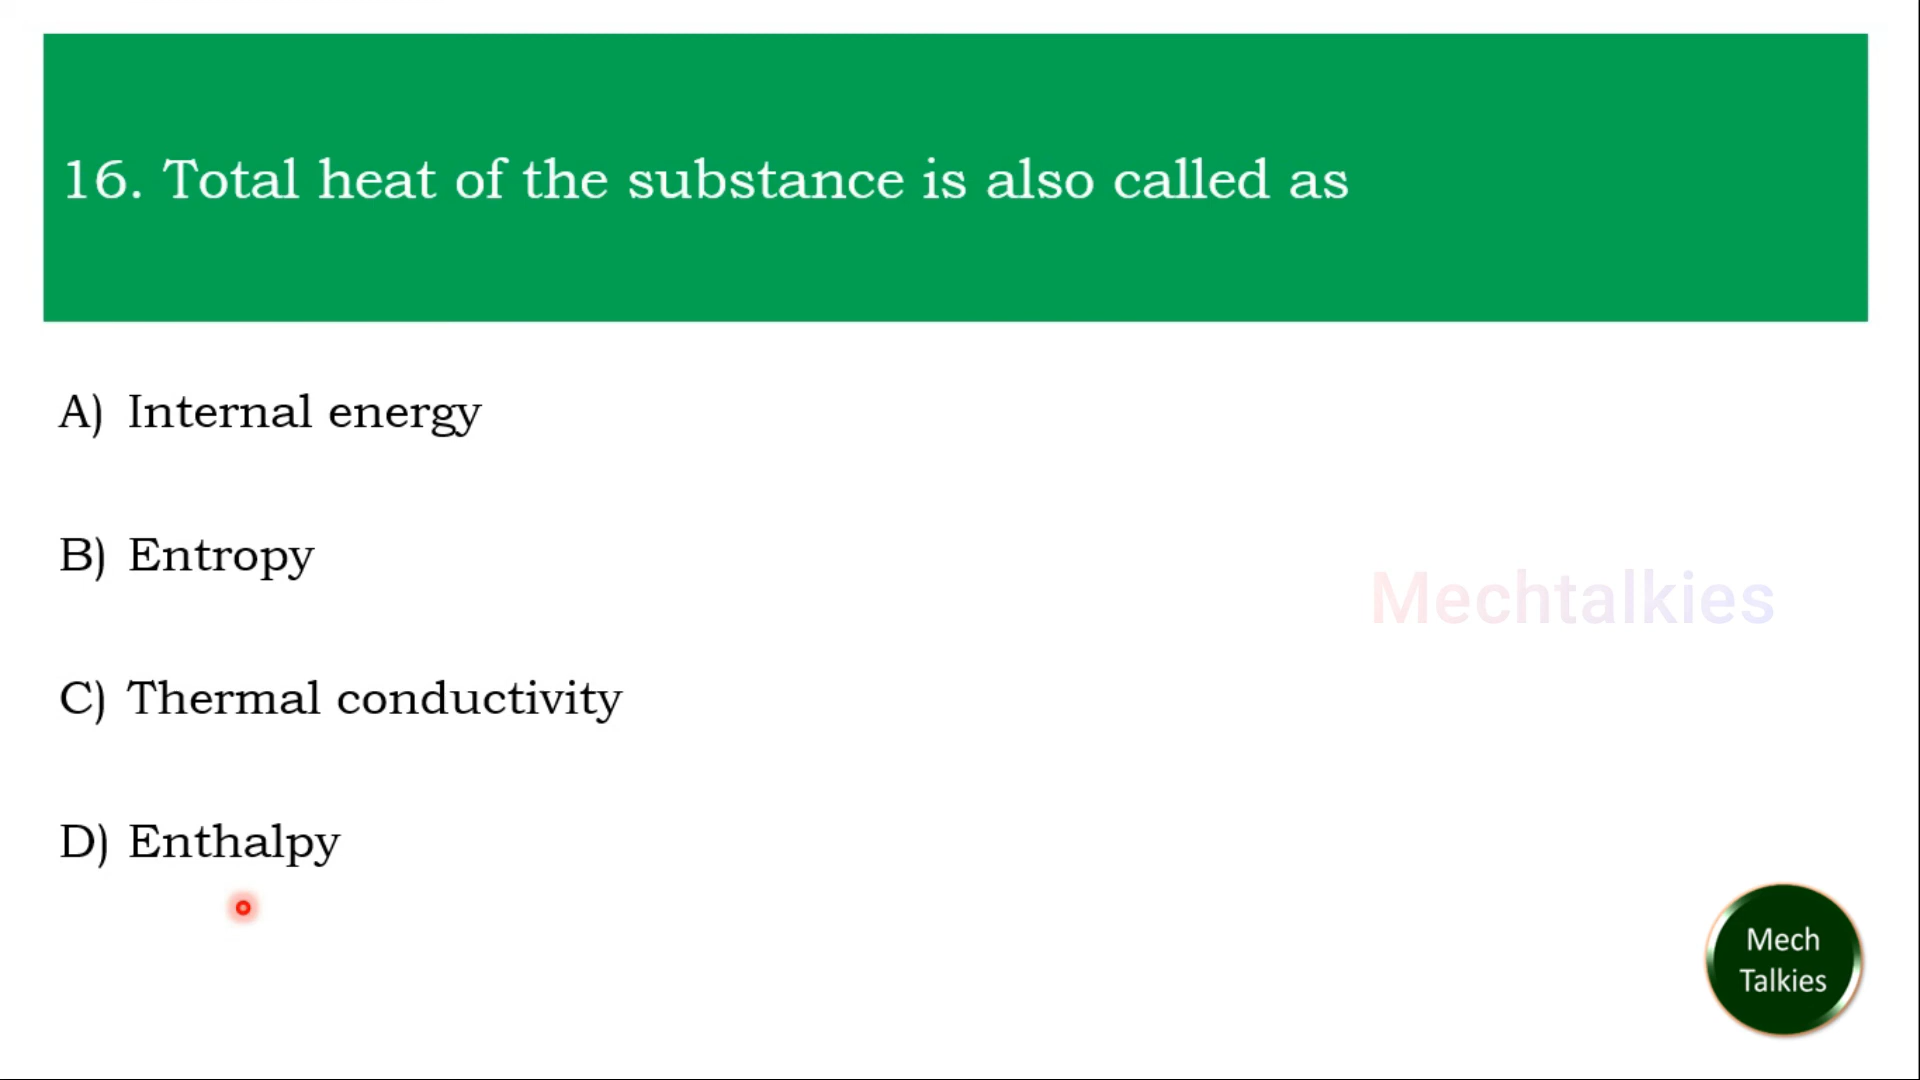 16. Total heat of the substance is also called as
A) Internal energy
B) Entropy
Mechtalkies
C) Thermal conductivity
D) Enthalpy
Mech
Talkies